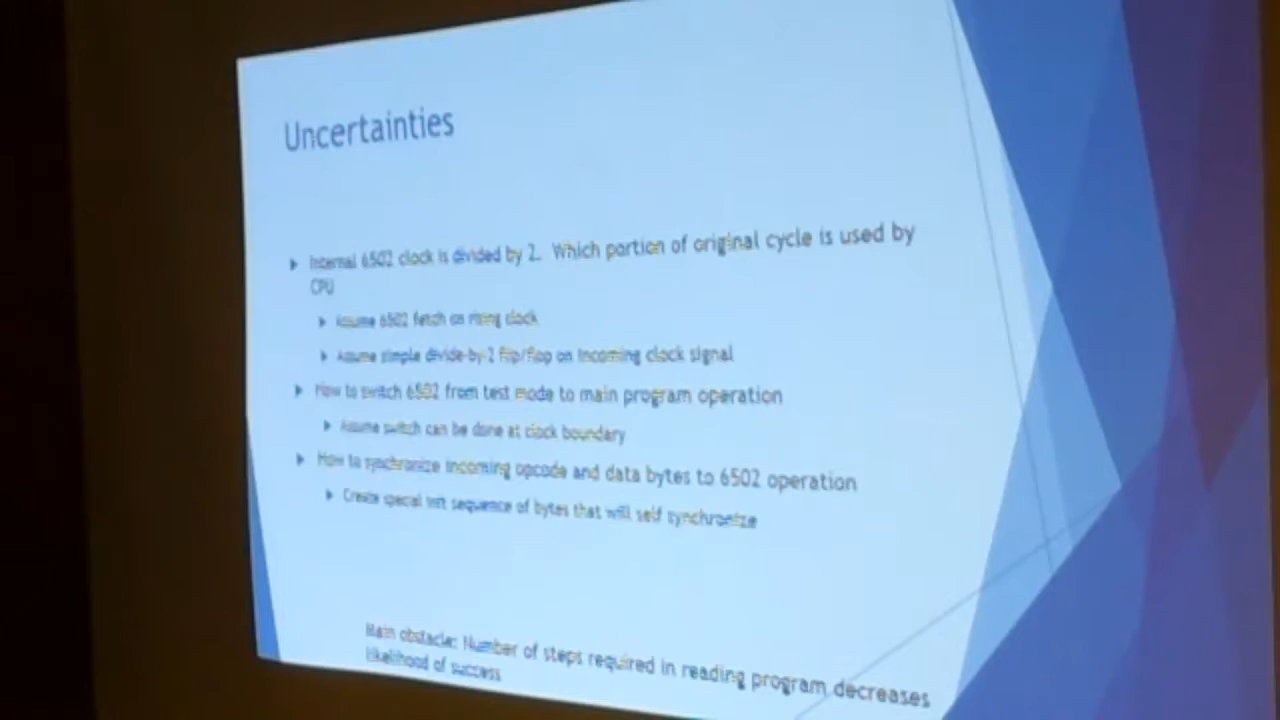 Uncertainties
Internal 6502 clock is divided by 2. Which portion of original cycle is used by
CPU
Assume 6502 fetch on rising clock
Assume simple divide-by-2 flip/flop on incoming clock signal
How to switch 6502 from test mode to main program operation
Assume switch can be done at clock boundary
How to synchronize incoming opcode and data bytes to 6502 operation
Create special init sequence of bytes that will self synchronize
Main obstacle: Number of steps required in reading program decreases
likelihood of success